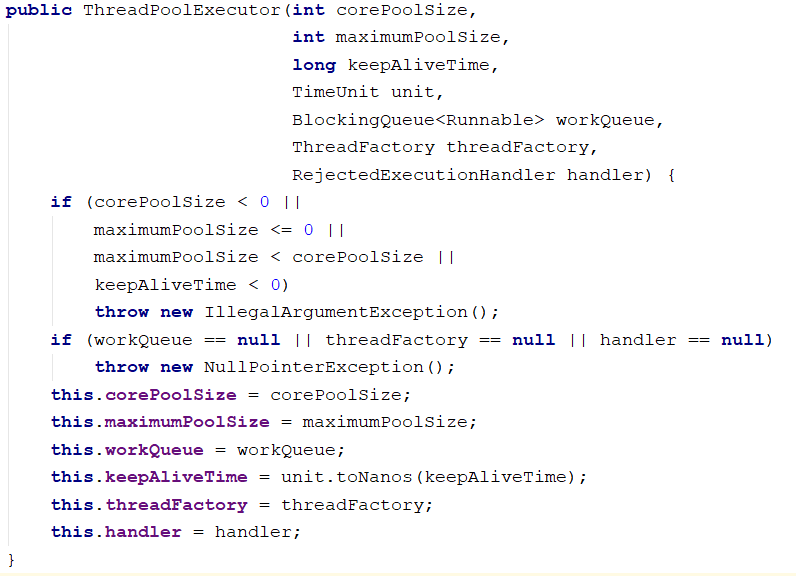 public ThreadPoolExecutor(int corePoolSize,
                          int maximumPoolSize,
                          long keepAliveTime,
                          TimeUnit unit,
                          BlockingQueue<Runnable> workQueue,
                          ThreadFactory threadFactory,
                          RejectedExecutionHandler handler) {
    if (corePoolSize < 0 ||
        maximumPoolSize <= 0 ||
        maximumPoolSize < corePoolSize ||
        keepAliveTime < 0)
        throw new IllegalArgumentException();
    if (workQueue == null || threadFactory == null || handler == null)
        throw new NullPointerException();
    this.corePoolSize = corePoolSize;
    this.maximumPoolSize = maximumPoolSize;
    this.workQueue = workQueue;
    this.keepAliveTime = unit.toNanos(keepAliveTime);
    this.threadFactory = threadFactory;
    this.handler = handler;
}